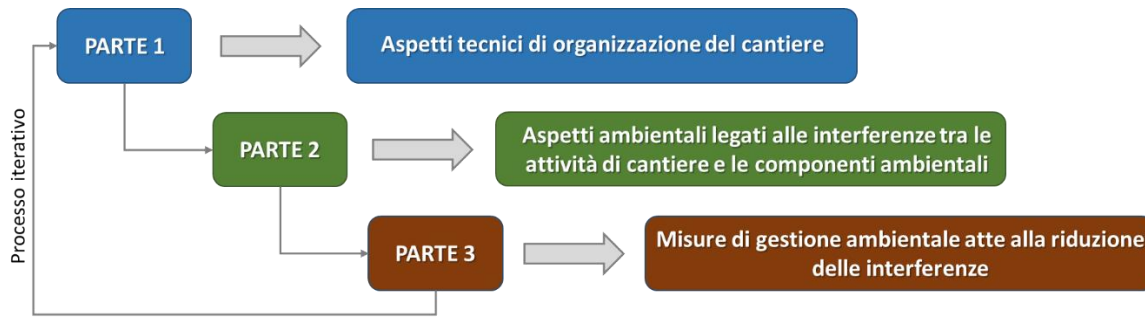 PARTE 1
Aspetti tecnici di organizzazione del cantiere
Processo iterativo
PARTE 2
Aspetti ambientali legati alle interferenze tra le
attività di cantiere e le componenti ambientali
PARTE 3
Misure di gestione ambientale atte alla riduzione
delle interferenze